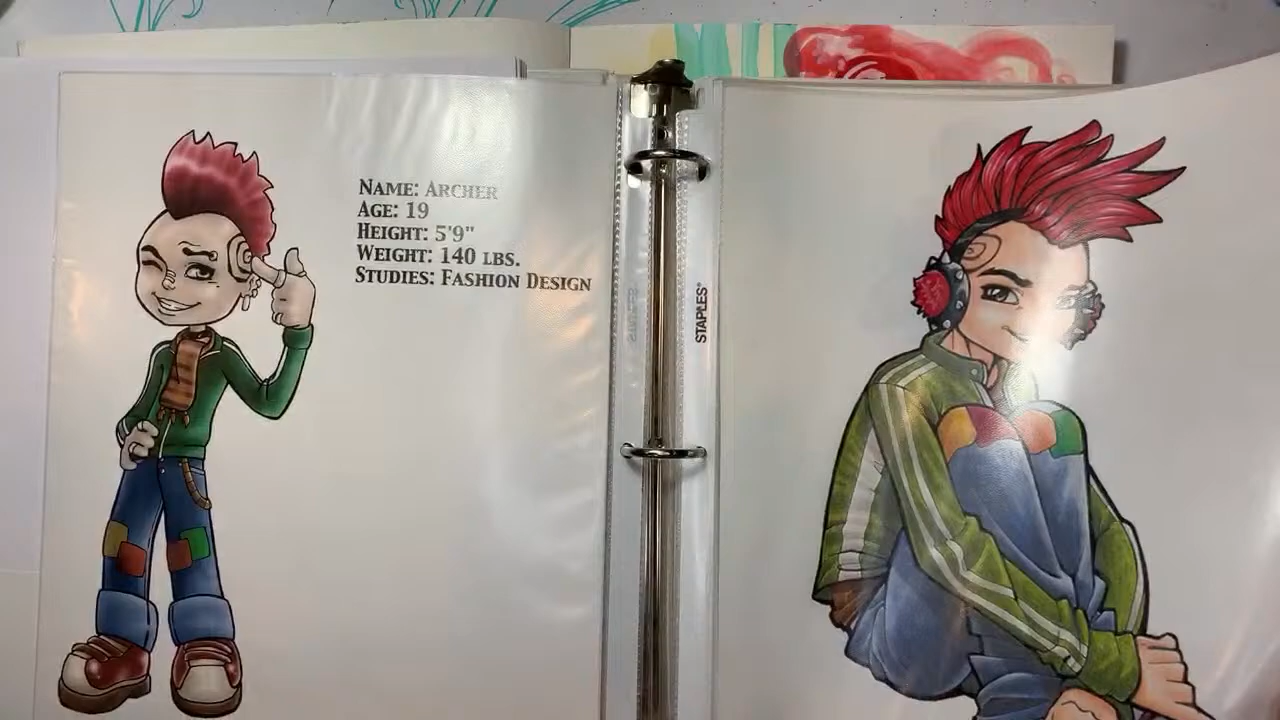 NAME: ARCHER
AGE: 19
HEIGHT: 5'9"
WEIGHT: 140 LBS.
STUDIES: FASHION DESIGN
STAPLES®